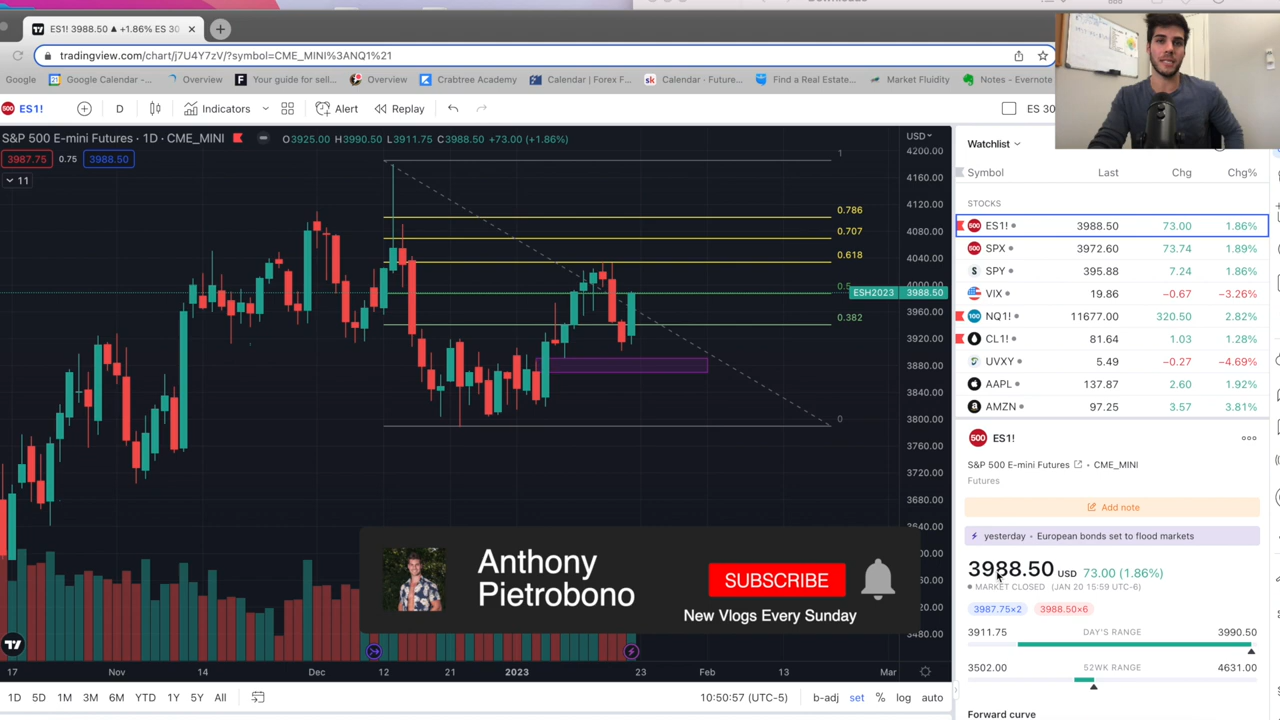 ES1! 3988.50 ▲ +1.86% ES 30
tradingview.com/chart/j7U4Y7zV/?symbol=CME_MINI%3ANQ1%21
Google
Google Calendar -...
Overview
Your guide for sell...
Overview
Crabtree Academy
Calendar | Forex F...
Calendar · Future...
Find a Real Estate...
Market Fluidity
Notes - Evernote
ES1!
D
Indicators
Alert
Replay
ES 30
S&P 500 E-mini Futures · 1D · CME_MINI
O3925.00 H3990.50 L3911.75 C3988.50 +73.00 (+1.86%)
3987.75 0.75 3988.50
11
USD
4200.00
4160.00
4120.00
4080.00
4040.00
4000.00
3960.00
3920.00
3880.00
3840.00
3800.00
3760.00
3720.00
3680.00
3640.00
3480.00
1
0.786
0.707
0.618
0.5
0.382
0
ESH2023 3988.50
17 Nov 14 Dec 12 21 2023 23 Feb 13 Mar
1D 5D 1M 3M 6M YTD 1Y 5Y All
10:50:57 (UTC-5) b-adj set % log auto
Anthony
Pietrobono
SUBSCRIBE
New Vlogs Every Sunday
Watchlist
Symbol Last Chg Chg%
STOCKS
ES1! 3988.50 73.00 1.86%
SPX 3972.60 73.74 1.89%
SPY 395.88 7.24 1.86%
VIX 19.86 −0.67 −3.26%
NQ1! 11677.00 320.50 2.82%
CL1! 81.64 1.03 1.28%
UVXY 5.49 −0.27 −4.69%
AAPL 137.87 2.60 1.92%
AMZN 97.25 3.57 3.81%
ES1!
S&P 500 E-mini Futures · CME_MINI
Futures
Add note
yesterday · European bonds set to flood markets
3988.50 USD 73.00 (1.86%)
MARKET CLOSED (JAN 20 15:59 UTC-6)
3987.75×2 3988.50×6
3911.75 DAY'S RANGE 3990.50
3502.00 52WK RANGE 4631.00
Forward curve